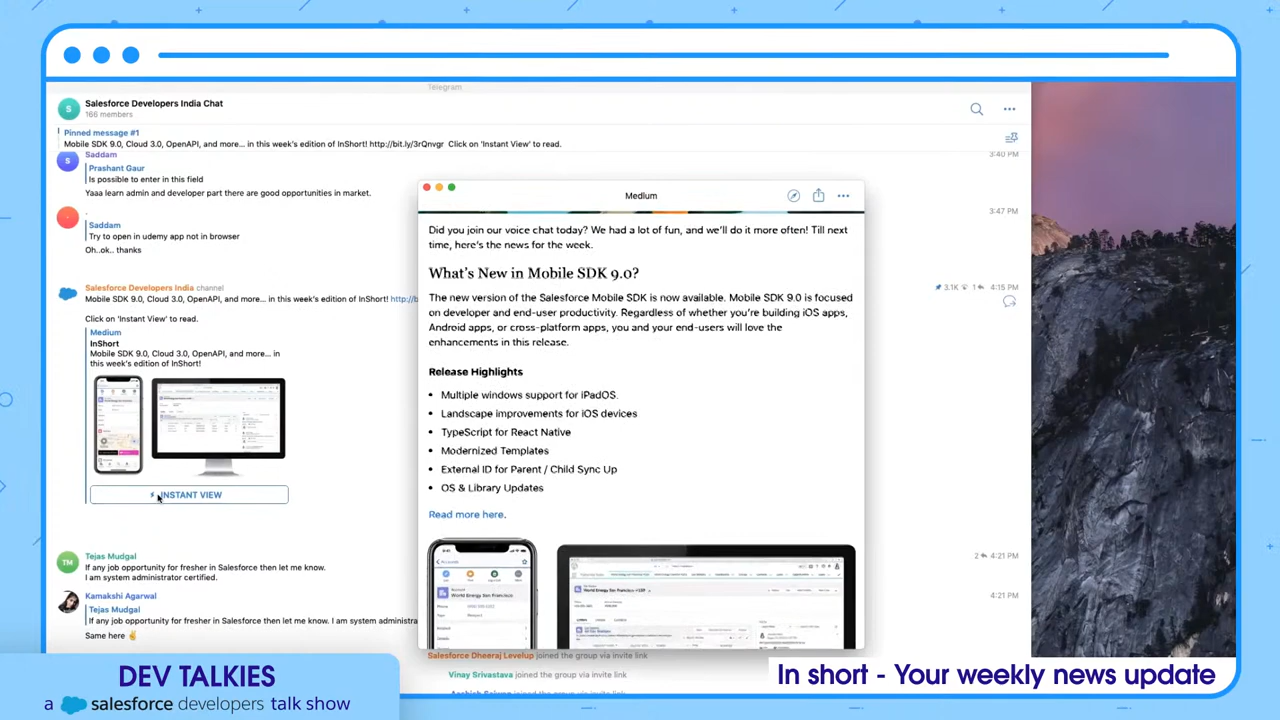 Telegram
Salesforce Developers India Chat
166 members
Pinned message #1
Mobile SDK 9.0, Cloud 3.0, OpenAPI, and more... in this week's edition of InShort! http://bit.ly/3rQnvgr Click on 'Instant View' to read.
Saddam
3:40 PM
Prashant Gaur
Is possible to enter in this field
Yaaa learn admin and developer part there are good opportunities in market.
3:47 PM
Saddam
Try to open in udemy app not in browser
Oh..ok.. thanks
Salesforce Developers India channel
3.1K 1 4:15 PM
Mobile SDK 9.0, Cloud 3.0, OpenAPI, and more... in this week's edition of InShort! http://b
Click on 'Instant View' to read.
Medium
InShort
Mobile SDK 9.0, Cloud 3.0, OpenAPI, and more... in
this week's edition of InShort!
INSTANT VIEW
TM
Tejas Mudgal
2 4:21 PM
If any job opportunity for fresher in Salesforce then let me know.
I am system administrator certified.
Kamakshi Agarwal
4:21 PM
Tejas Mudgal
If any job opportunity for fresher in Salesforce then let me know. I am system administra
Same here ✌
Medium
Did you join our voice chat today? We had a lot of fun, and we'll do it more often! Till next
time, here's the news for the week.
What's New in Mobile SDK 9.0?
The new version of the Salesforce Mobile SDK is now available. Mobile SDK 9.0 is focused
on developer and end-user productivity. Regardless of whether you're building iOS apps,
Android apps, or cross-platform apps, you and your end-users will love the
enhancements in this release.
Release Highlights
• Multiple windows support for iPadOS.
• Landscape improvements for iOS devices
• TypeScript for React Native
• Modernized Templates
• External ID for Parent / Child Sync Up
• OS & Library Updates
Read more here.
World Energy San Francisco
Salesforce Dheeraj Levelup joined the group via invite link
Vinay Srivastava joined the group via invite link
DEV TALKIES
a salesforce developers talk show
In short - Your weekly news update